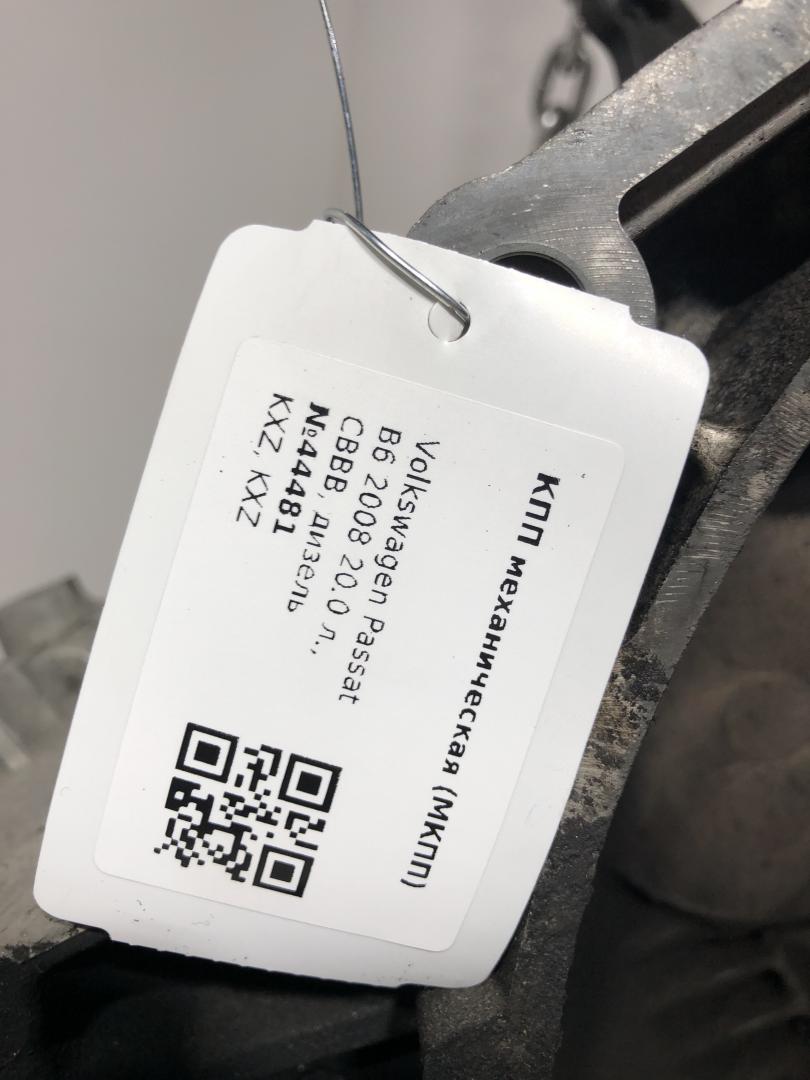 КПП механическая (МКПП)
Volkswagen Passat
B6 2008 20.0 л.,
CBBB, дизель
№44481
KXZ, KXZ